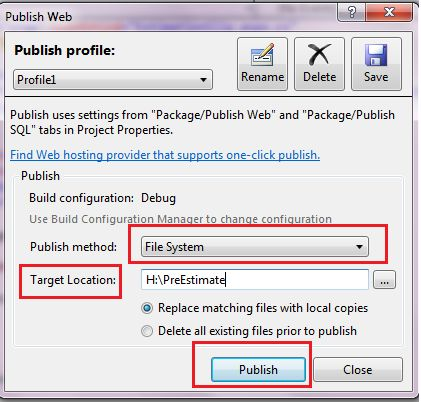 Publish Web
Publish profile:
Profile1
Rename
Delete
Save
Publish uses settings from "Package/Publish Web" and "Package/Publish
SQL" tabs in Project Properties.
Find Web hosting provider that supports one-click publish.
Publish
Build configuration: Debug
Use Build Configuration Manager to change configuration
Publish method: File System
Target Location: H:\PreEstimate ...
Replace matching files with local copies
Delete all existing files prior to publish
Publish Close